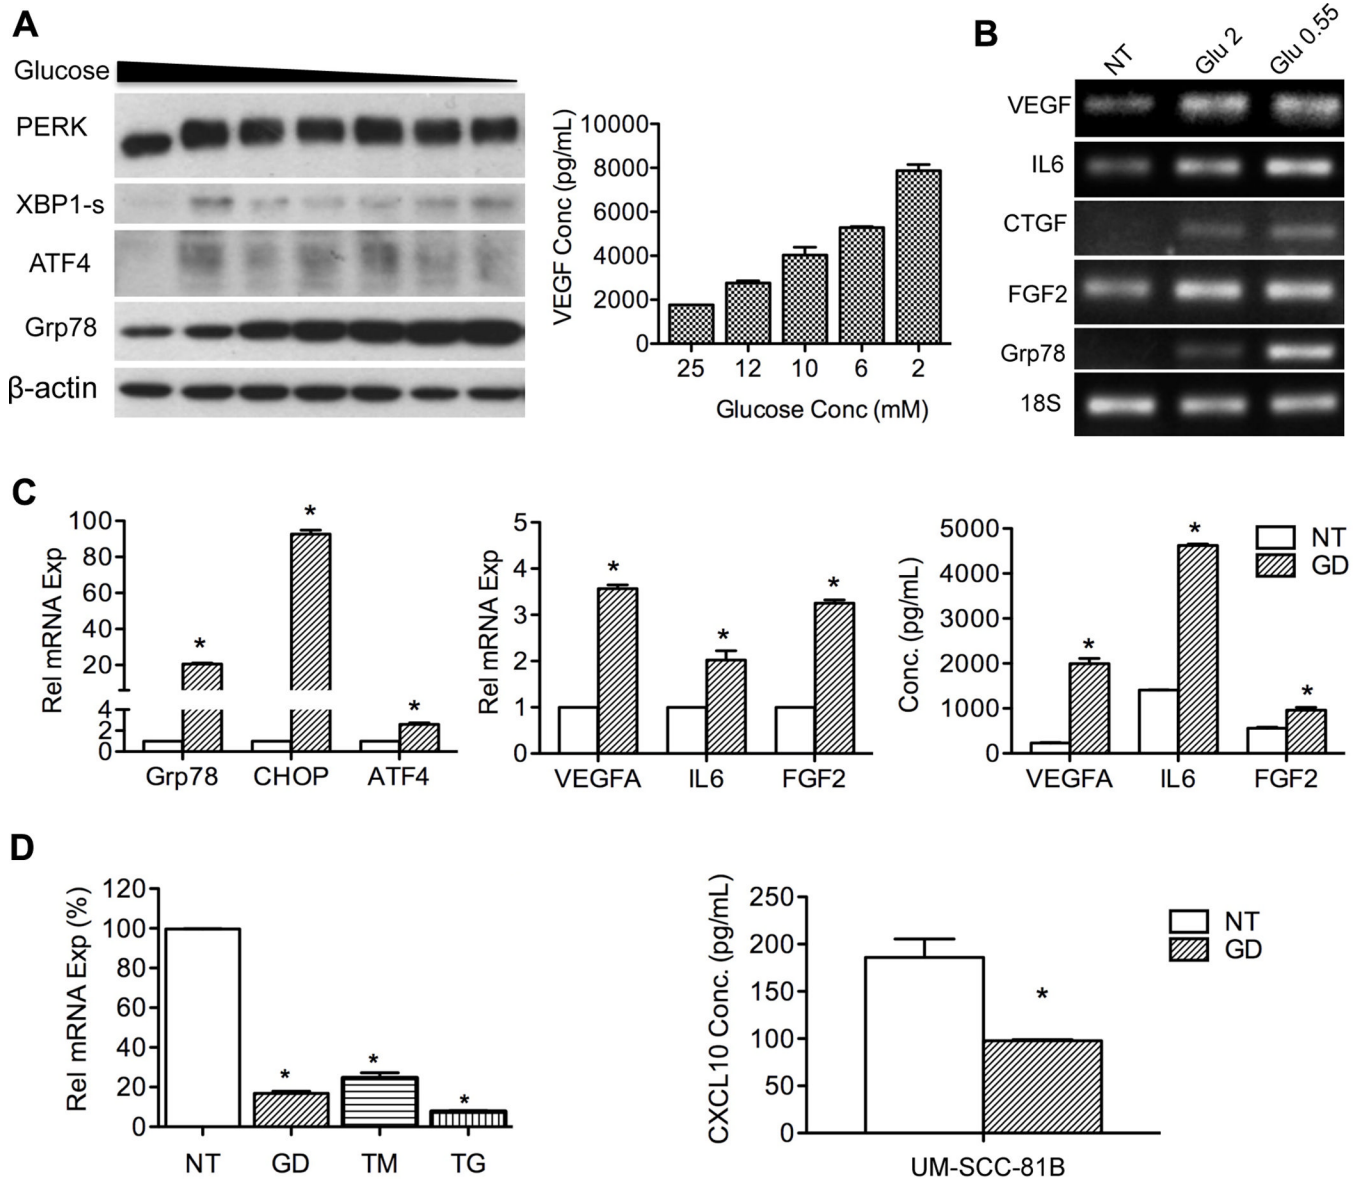 A
Glucose
PERK
XBP1-s
ATF4
Grp78
β-actin
VEGF Conc (pg/mL)
10000
8000
6000
4000
2000
0
25 12 10 6 2
Glucose Conc (mM)
B
NT Glu 2 Glu 0.55
VEGF
IL6
CTGF
FGF2
Grp78
18S
C
Rel mRNA Exp
100
80
60
40
20
4
2
0
* * *
Grp78 CHOP ATF4
Rel mRNA Exp
5
4
3
2
1
0
* * *
VEGFA IL6 FGF2
Conc. (pg/mL)
5000
4000
3000
2000
1000
0
* * *
VEGFA IL6 FGF2
NT
GD
D
Rel mRNA Exp (%)
120
100
80
60
40
20
0
* * *
NT GD TM TG
CXCL10 Conc. (pg/mL)
250
200
150
100
50
0
*
UM-SCC-81B
NT
GD